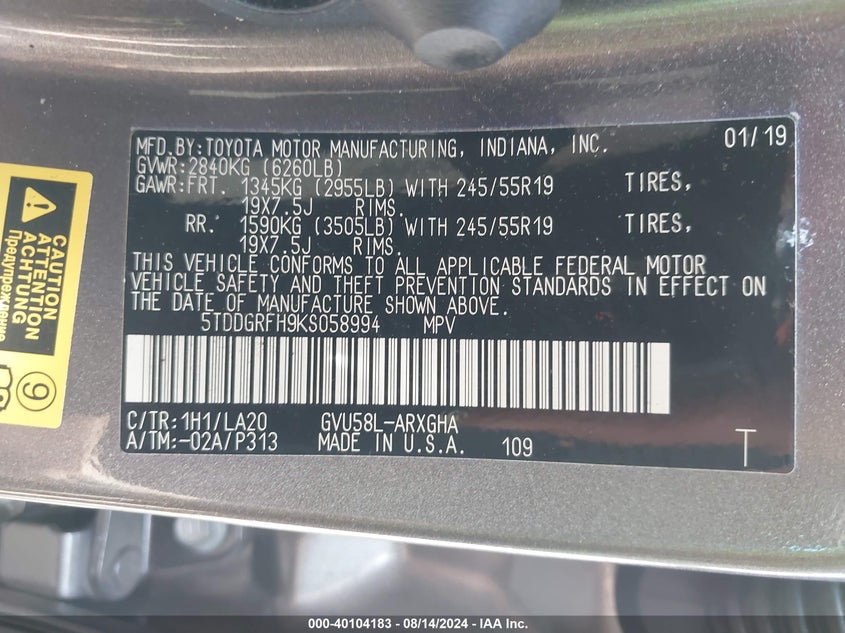 MFD.BY:TOYOTA MOTOR MANUFACTURING, INDIANA, INC. 01/19
GVWR:2840KG (6260LB)
GAWR:FRT. 1345KG (2955LB) WITH 245/55R19 TIRES,
19X7.5J RIMS.
RR. 1590KG (3505LB) WITH 245/55R19 TIRES,
19X7.5J RIMS.
THIS VEHICLE CONFORMS TO ALL APPLICABLE FEDERAL MOTOR
VEHICLE SAFETY AND THEFT PREVENTION STANDARDS IN EFFECT ON
THE DATE OF MANUFACTURE SHOWN ABOVE.
5TDDGRFH9KS058994 MPV
C/TR:1H1/LA20 GVU58L-ARXGHA
A/TM:-02A/P313 MADE IN U.S.A. 109 T
CAUTION
ATTENTION
ACHTUNG
Предупреждение
9
000-40104183 - 08/14/2024 - IAA Inc.